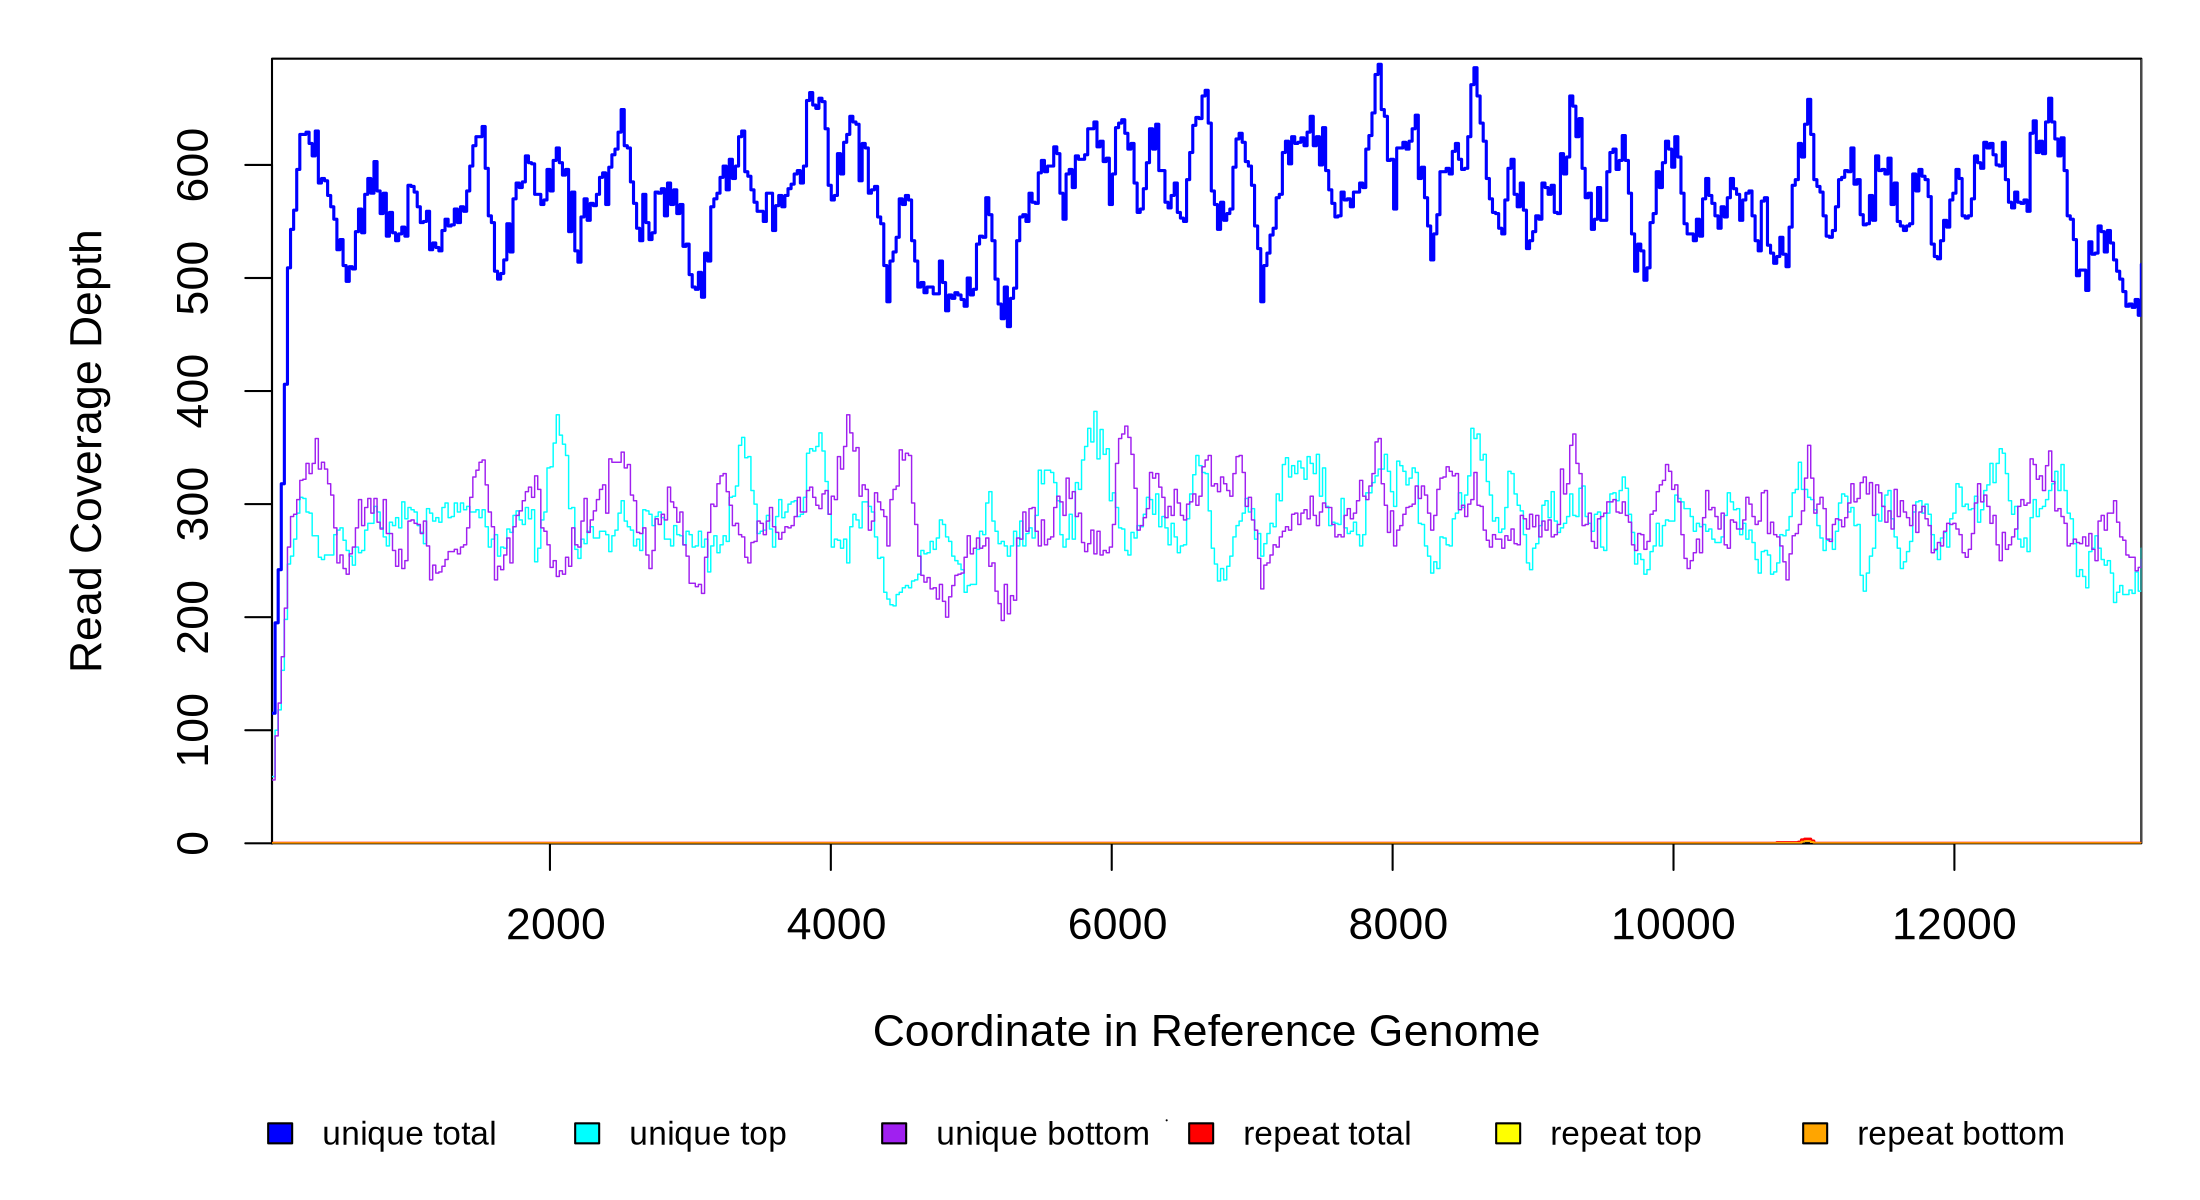 600
500
400
300
200
100
0
Read Coverage Depth
2000 4000 6000 8000 10000 12000
Coordinate in Reference Genome
unique total unique top unique bottom repeat total repeat top repeat bottom